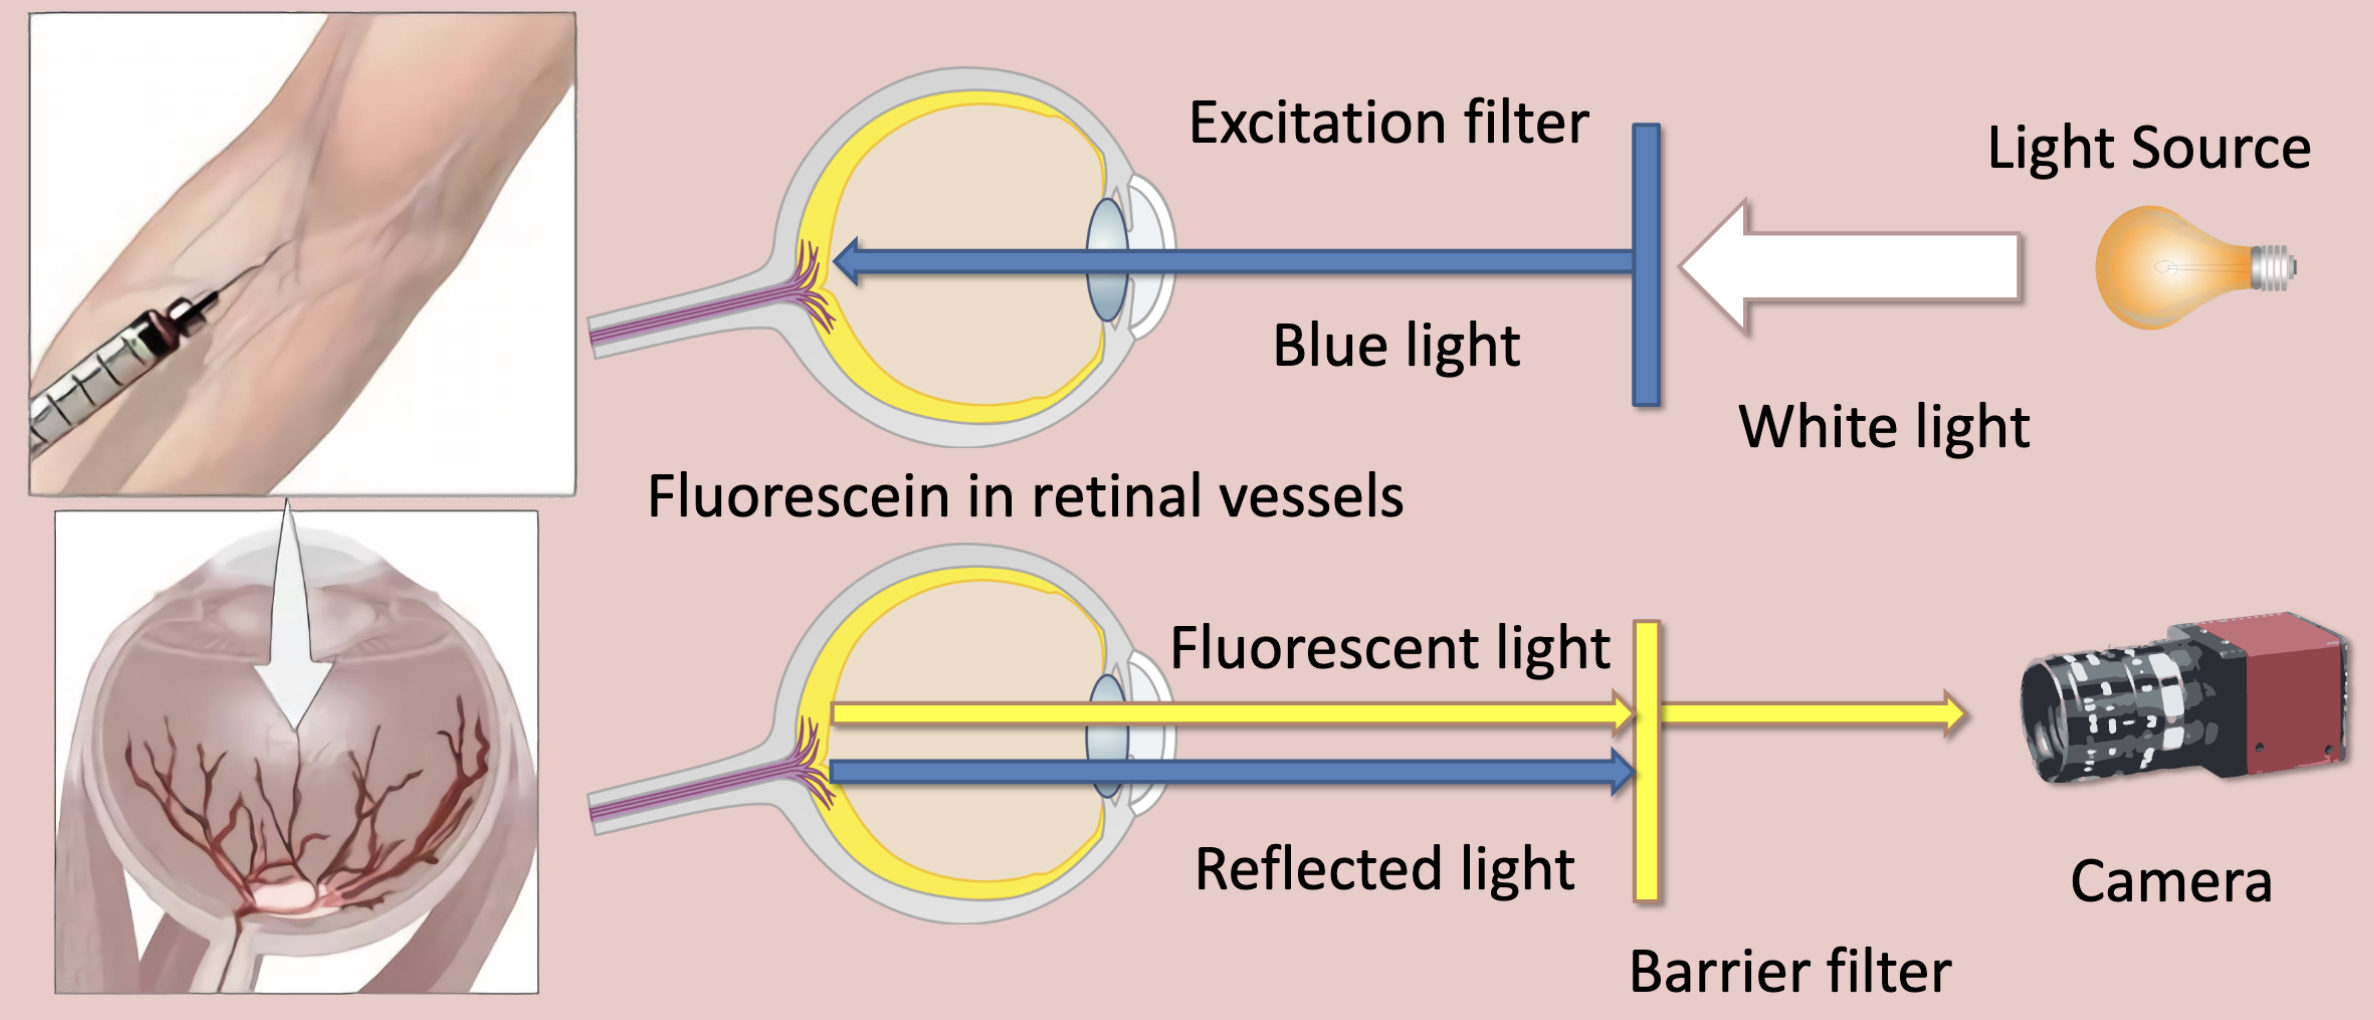 Excitation filter
Light Source
Blue light
White light
Fluorescein in retinal vessels
Fluorescent light
Reflected light
Camera
Barrier filter